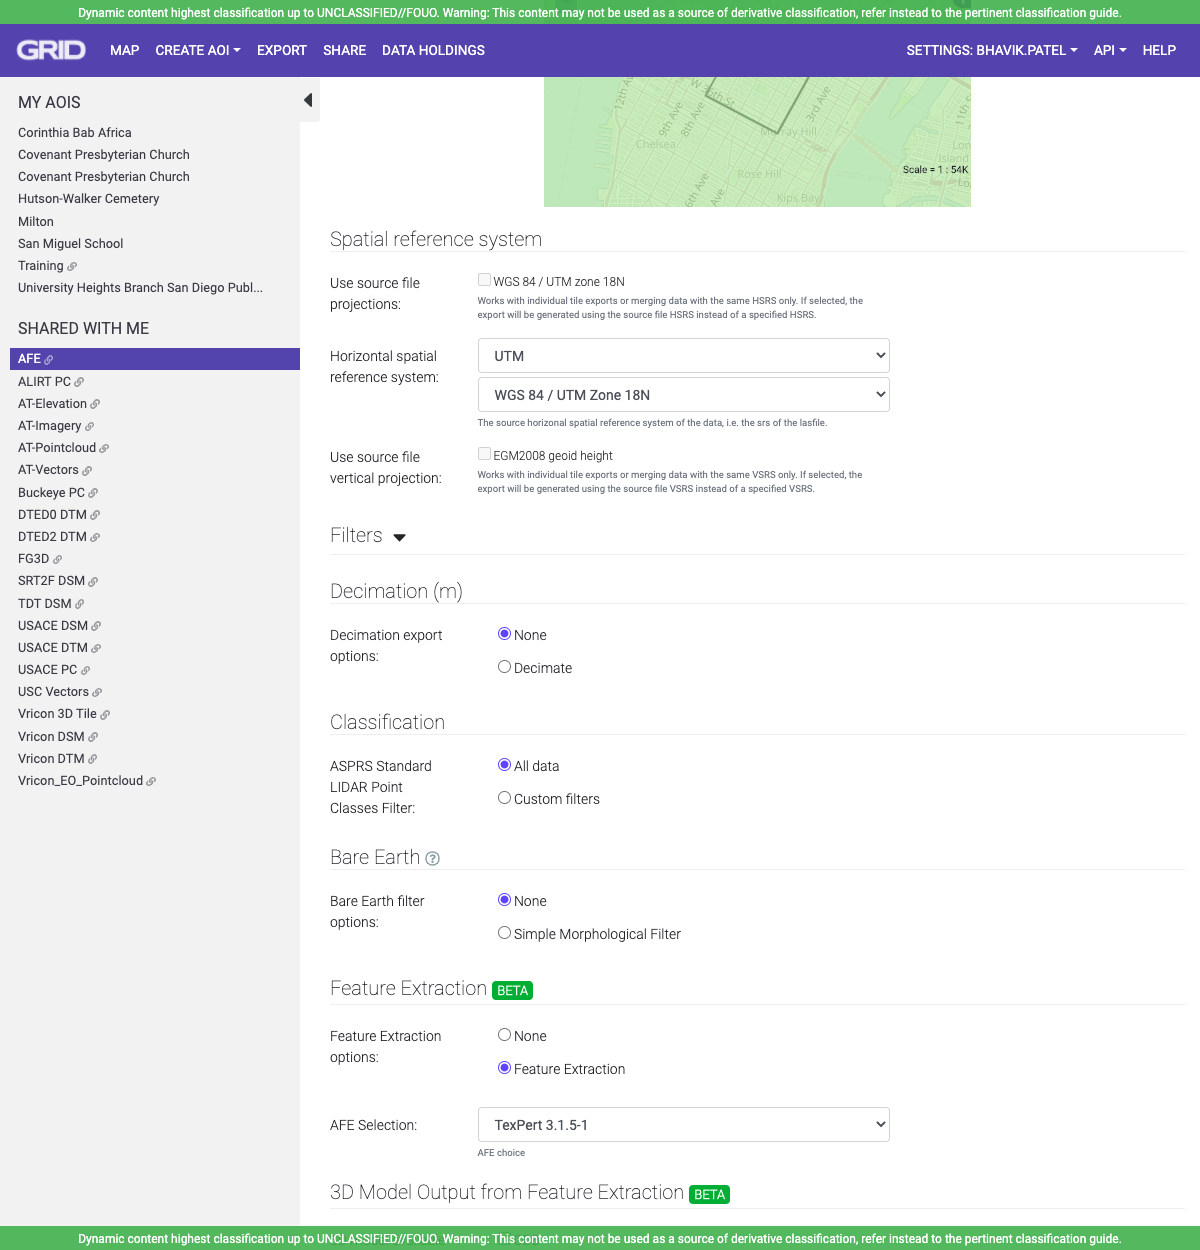 Dynamic content highest classification up to UNCLASSIFIED//FOUO. Warning: This content may not be used as a source of derivative classification, refer instead to the pertinent classification guide.
GRID MAP CREATE AOI EXPORT SHARE DATA HOLDINGS SETTINGS: BHAVIK.PATEL API HELP
MY AOIS
Corinthia Bab Africa
Covenant Presbyterian Church
Covenant Presbyterian Church
Hutson-Walker Cemetery
Milton
San Miguel School
Training
University Heights Branch San Diego Publ...
SHARED WITH ME
AFE
ALIRT PC
AT-Elevation
AT-Imagery
AT-Pointcloud
AT-Vectors
Buckeye PC
DTED0 DTM
DTED2 DTM
FG3D
SRT2F DSM
TDT DSM
USACE DSM
USACE DTM
USACE PC
USC Vectors
Vricon 3D Tile
Vricon DSM
Vricon DTM
Vricon_EO_Pointcloud
12th Av
W 34th St
9th Ave
8th Ave
3rd Ave
11th S
Murray Hill
Chelsea
Lon
Island
Lo
Scale = 1 : 54K
Rose Hill
6th Ave
Kips Bay
Spatial reference system
Use source file
projections:
WGS 84 / UTM zone 18N
Works with individual tile exports or merging data with the same HSRS only. If selected, the
export will be generated using the source file HSRS instead of a specified HSRS.
Horizontal spatial
reference system:
UTM
WGS 84 / UTM Zone 18N
The source horizonal spatial reference system of the data, i.e. the srs of the lasfile.
Use source file
vertical projection:
EGM2008 geoid height
Works with individual tile exports or merging data with the same VSRS only. If selected, the
export will be generated using the source file VSRS instead of a specified VSRS.
Filters
Decimation (m)
Decimation export
options:
None
Decimate
Classification
ASPRS Standard
LIDAR Point
Classes Filter:
All data
Custom filters
Bare Earth ?
Bare Earth filter
options:
None
Simple Morphological Filter
Feature Extraction BETA
Feature Extraction
options:
None
Feature Extraction
AFE Selection:
TexPert 3.1.5-1
AFE choice
3D Model Output from Feature Extraction BETA
Dynamic content highest classification up to UNCLASSIFIED//FOUO. Warning: This content may not be used as a source of derivative classification, refer instead to the pertinent classification guide.